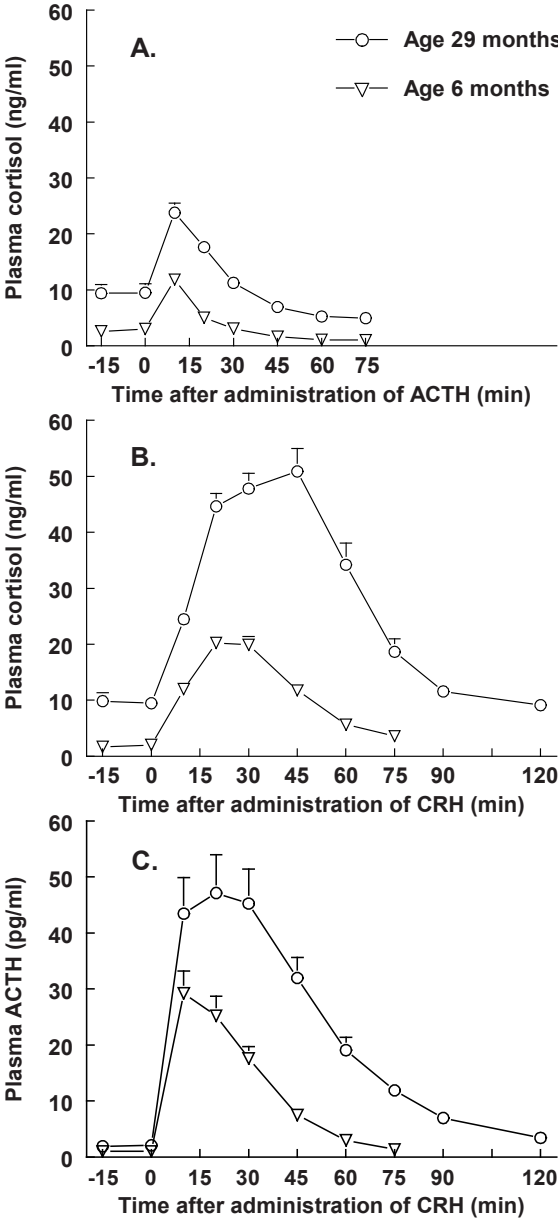 A.
Age 29 months
Age 6 months
Plasma cortisol (ng/ml)
60
50
40
30
20
10
0
-15 0 15 30 45 60 75
Time after administration of ACTH (min)
B.
Plasma cortisol (ng/ml)
60
50
40
30
20
10
0
-15 0 15 30 45 60 75 90 120
Time after administration of CRH (min)
C.
Plasma ACTH (pg/ml)
60
50
40
30
20
10
0
-15 0 15 30 45 60 75 90 120
Time after administration of CRH (min)